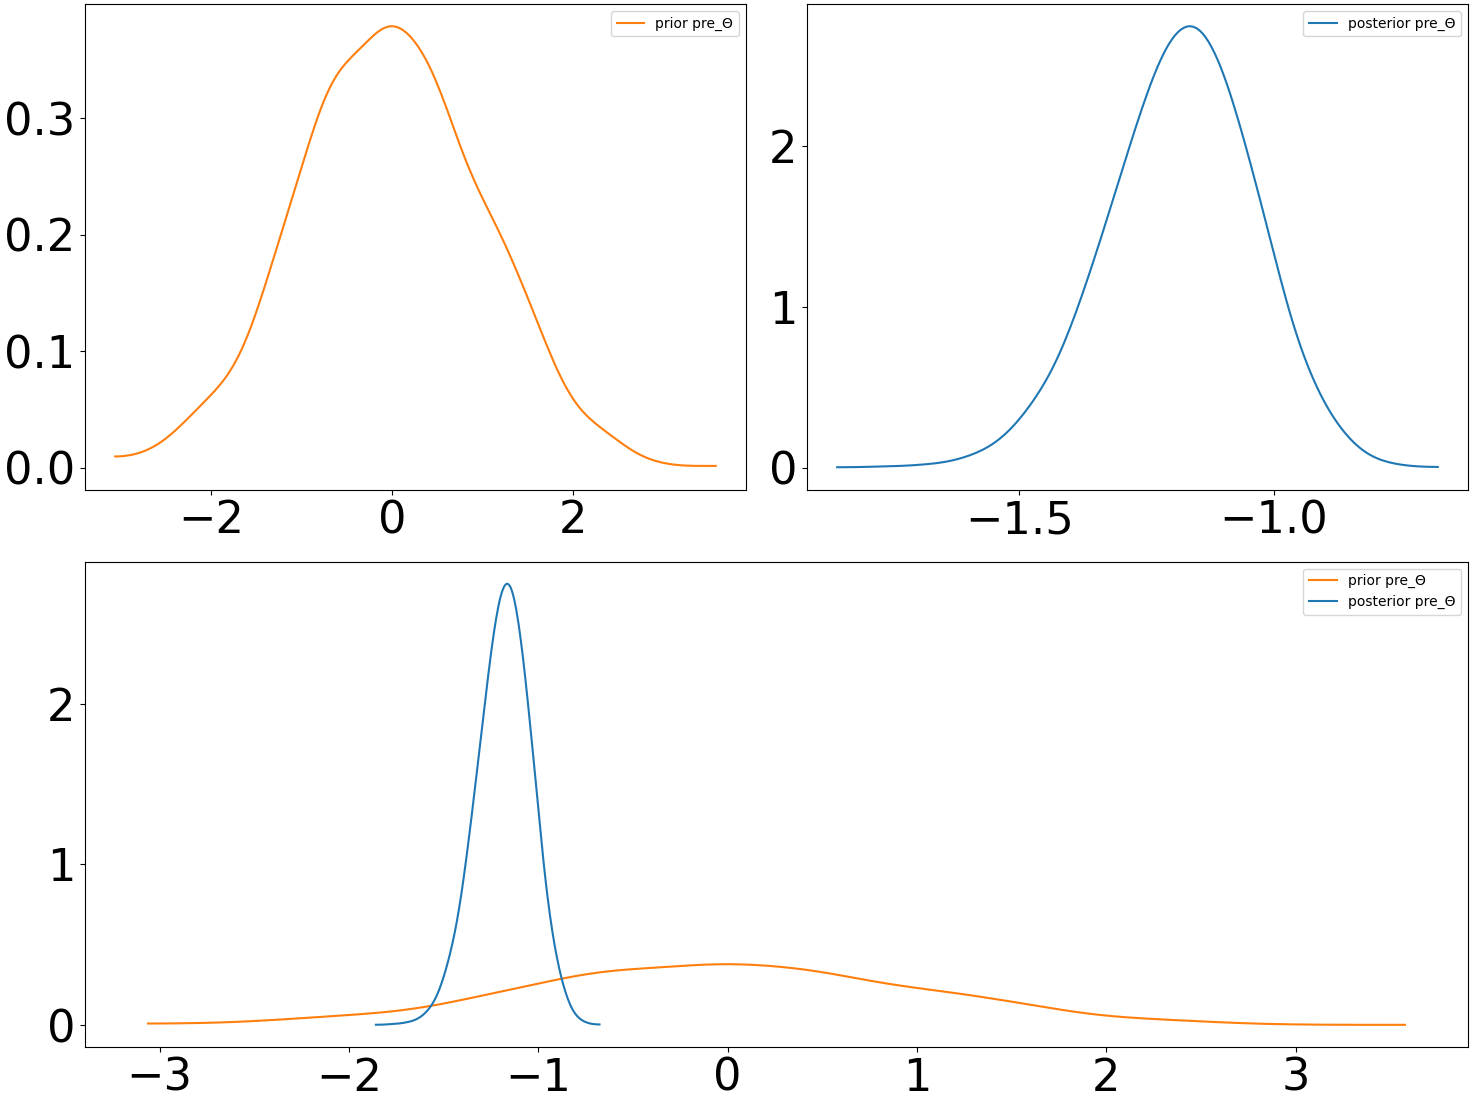 prior pre_Θ
0.3
0.2
0.1
0.0
−2 0 2
posterior pre_Θ
2
1
0
−1.5 −1.0
prior pre_Θ
posterior pre_Θ
2
1
0
−3 −2 −1 0 1 2 3